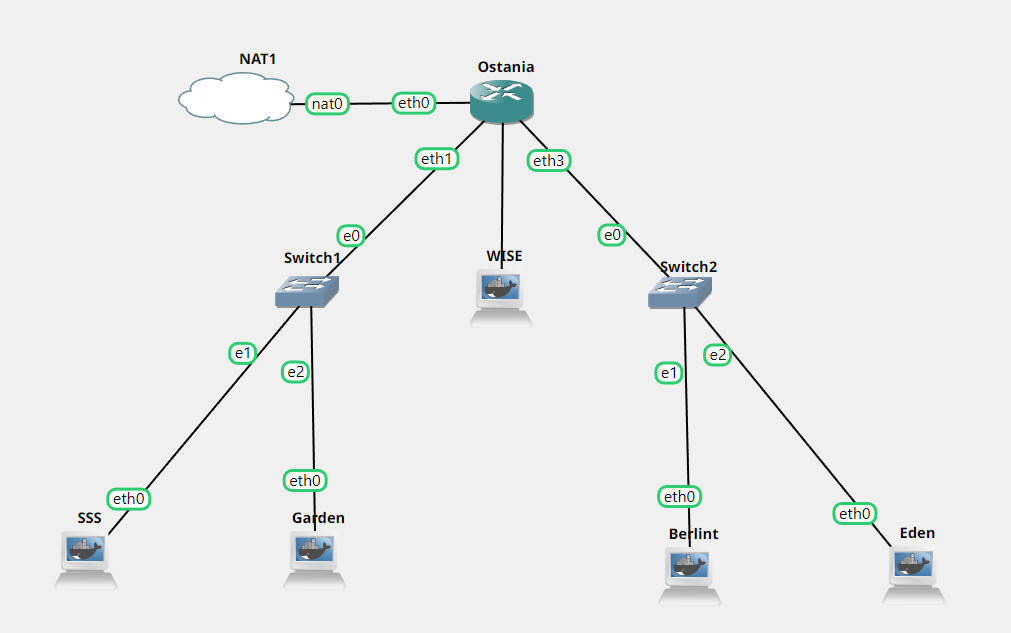 NAT1
Ostania
nat0
eth0
eth1
eth3
e0
e0
Switch1
WISE
Switch2
e1
e2
e2
e1
eth0
eth0
eth0
eth0
SSS
Garden
Berlint
Eden